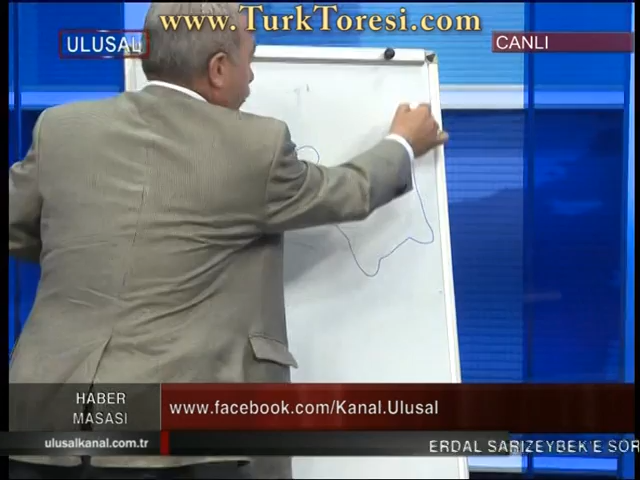 www.TurkToresi.com
ULUSAL
CANLI
HABER
MASASI
www.facebook.com/Kanal.Ulusal
ulusalkanal.com.tr
ERDAL SARIZEYBEK'E SOR